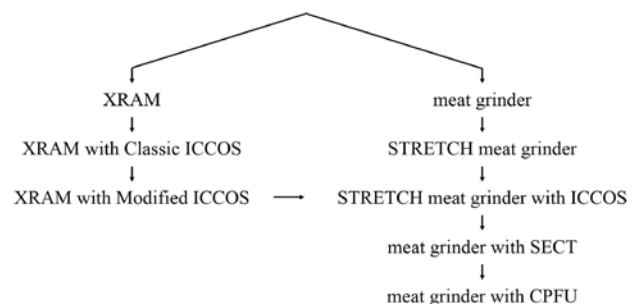 XRAM
meat grinder
XRAM with Classic ICCOS
STRETCH meat grinder
XRAM with Modified ICCOS
STRETCH meat grinder with ICCOS
meat grinder with SECT
meat grinder with CPFU